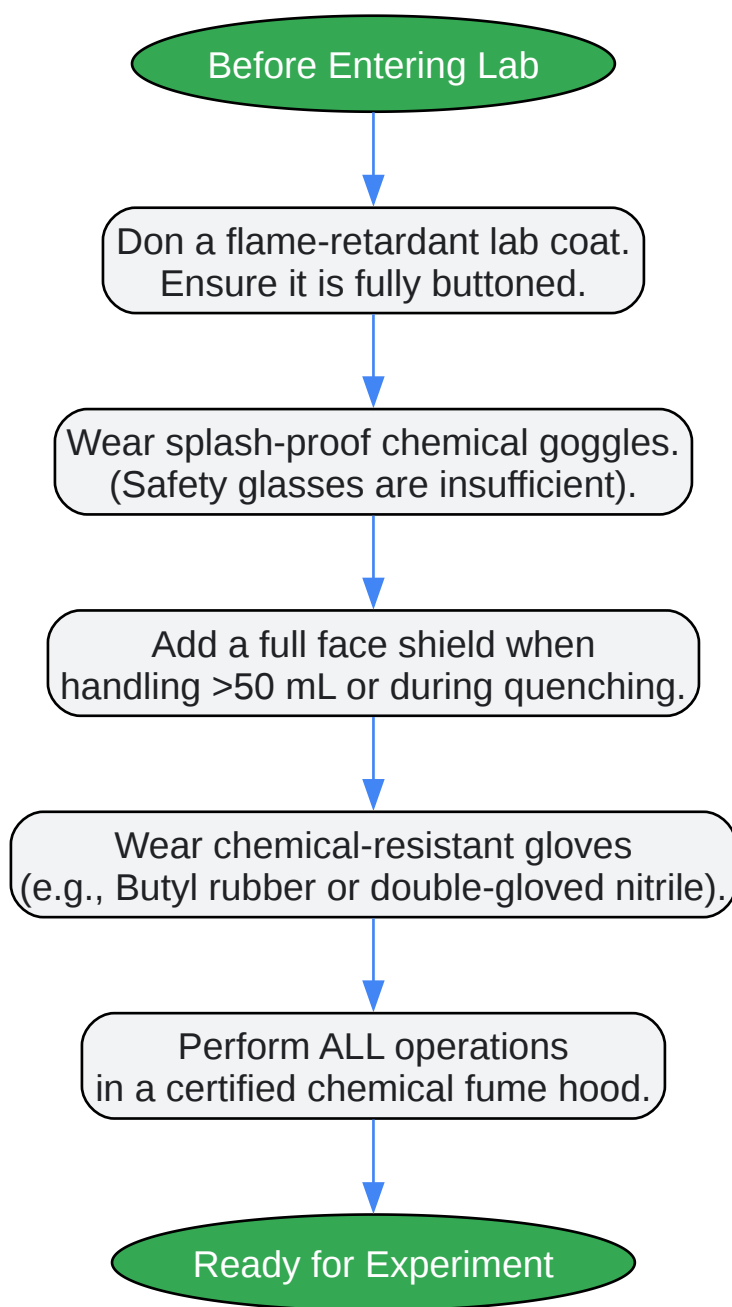 Before Entering Lab
Don a flame-retardant lab coat.
Ensure it is fully buttoned.
Wear splash-proof chemical goggles.
(Safety glasses are insufficient).
Add a full face shield when
handling >50 mL or during quenching.
Wear chemical-resistant gloves
(e.g., Butyl rubber or double-gloved nitrile).
Perform ALL operations
in a certified chemical fume hood.
Ready for Experiment